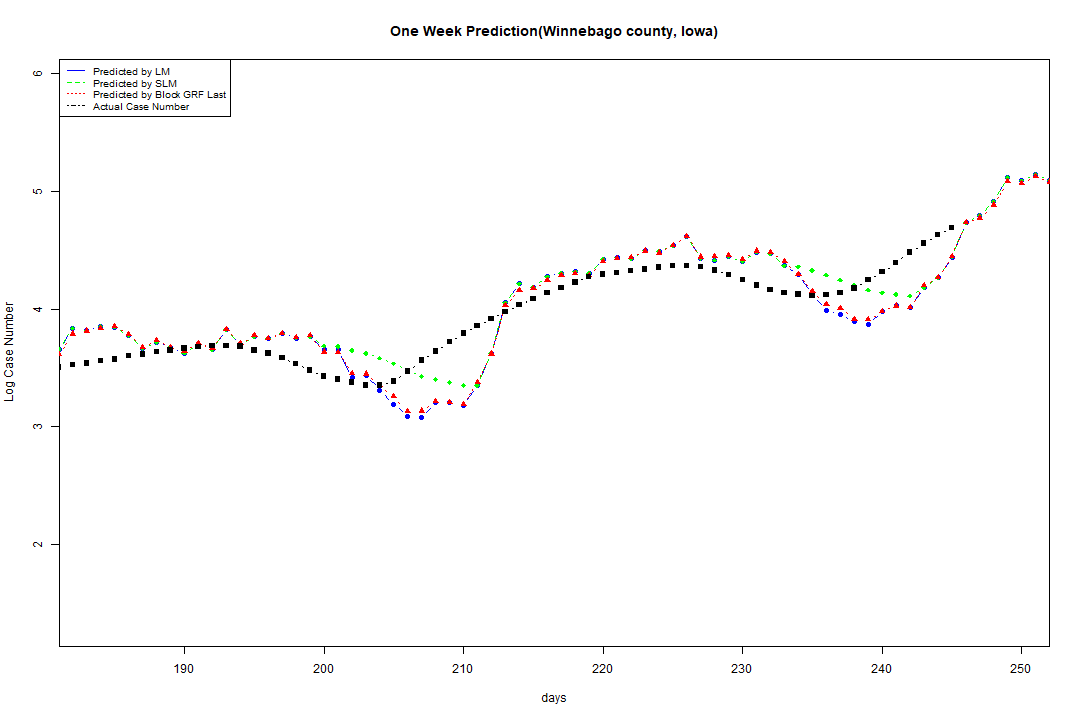 One Week Prediction(Winnebago county, Iowa)
Predicted by LM
Predicted by SLM
Predicted by Block GRF Last
Actual Case Number
Log Case Number
6
5
4
3
2
190 200 210 220 230 240 250
days